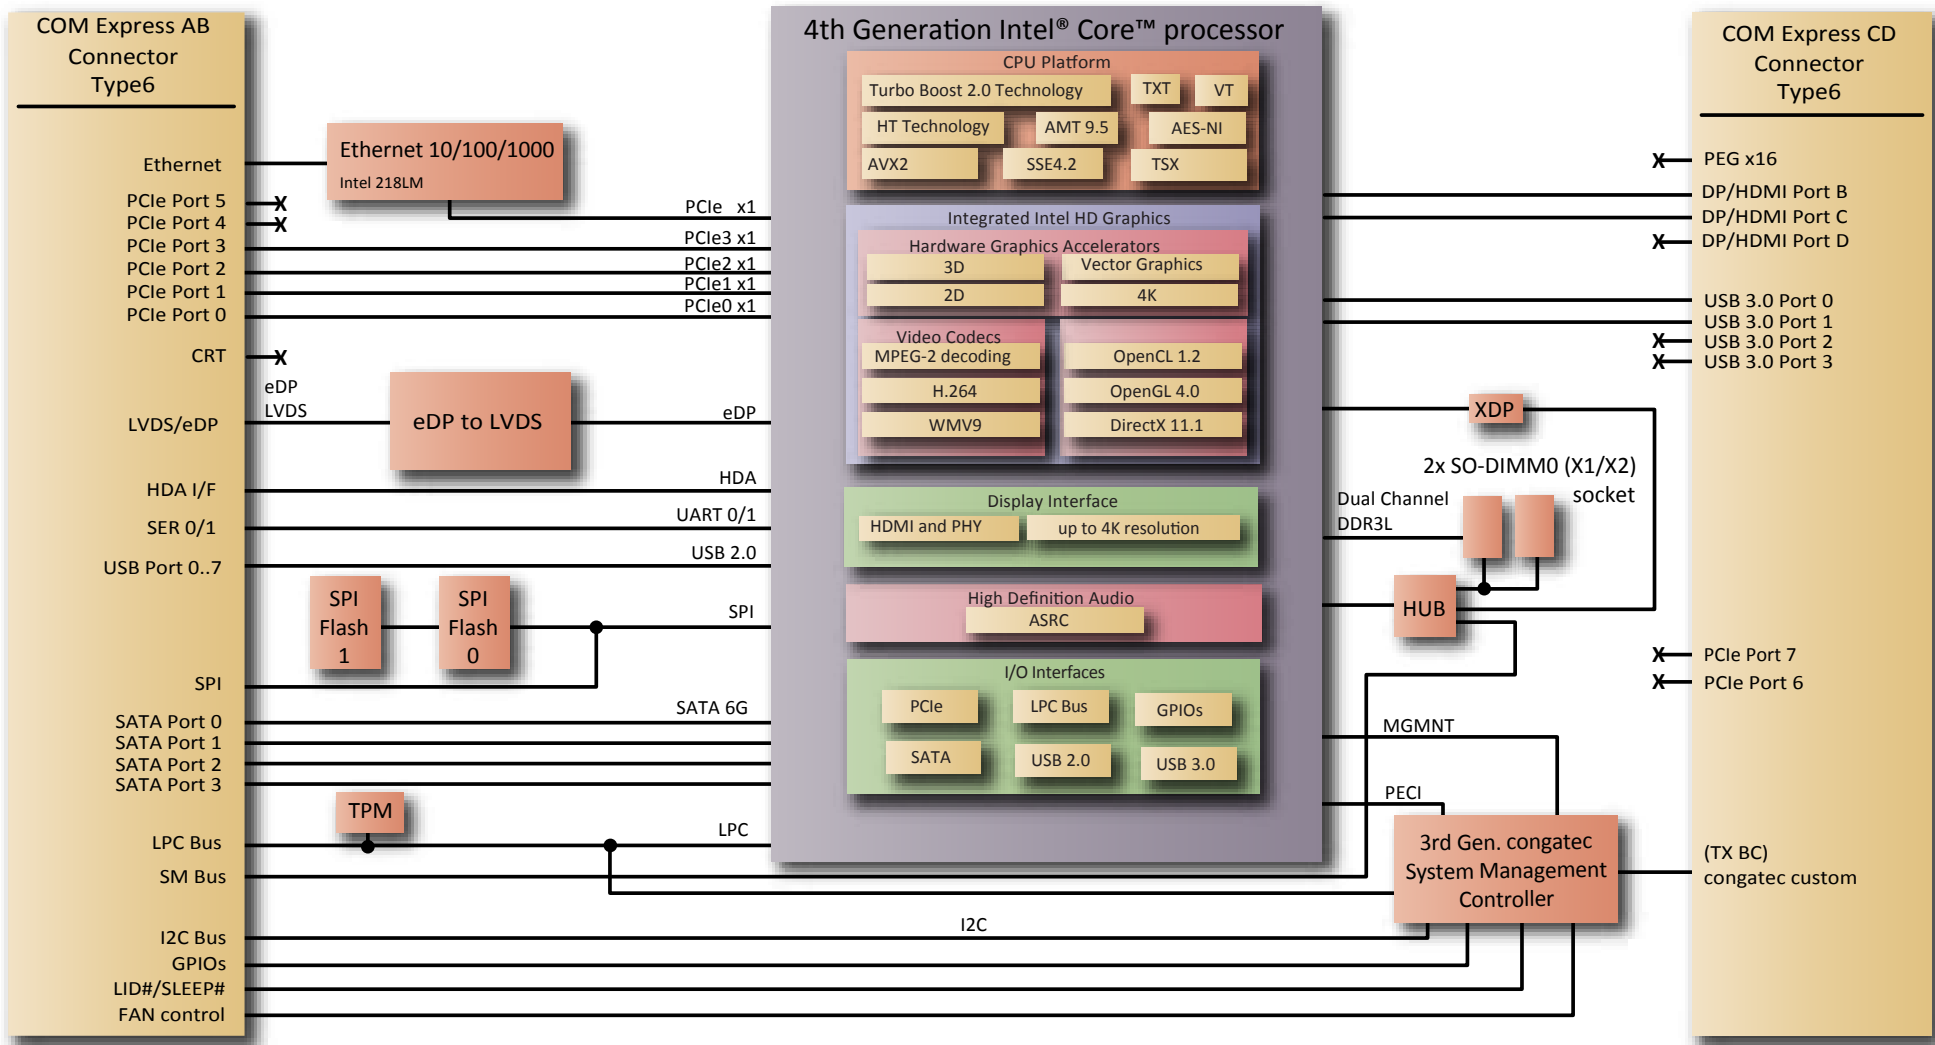 COM Express AB
Connector
Type6
Ethernet
PCIe Port 5
PCIe Port 4
PCIe Port 3
PCIe Port 2
PCIe Port 1
PCIe Port 0
CRT
LVDS/eDP
HDA I/F
SER 0/1
USB Port 0..7
SPI
SATA Port 0
SATA Port 1
SATA Port 2
SATA Port 3
LPC Bus
SM Bus
I2C Bus
GPIOs
LID#/SLEEP#
FAN control
Ethernet 10/100/1000
Intel 218LM
X
X
X
eDP
LVDS
eDP to LVDS
SPI
Flash
1
SPI
Flash
0
TPM
PCIe x1
PCIe3 x1
PCIe2 x1
PCIe1 x1
PCIe0 x1
eDP
HDA
UART 0/1
USB 2.0
SPI
SATA 6G
LPC
I2C
4th Generation Intel® Core™ processor
CPU Platform
Turbo Boost 2.0 Technology
TXT
VT
HT Technology
AMT 9.5
AES-NI
AVX2
SSE4.2
TSX
Integrated Intel HD Graphics
Hardware Graphics Accelerators
3D
Vector Graphics
2D
4K
Video Codecs
MPEG-2 decoding
H.264
WMV9
OpenCL 1.2
OpenGL 4.0
DirectX 11.1
Display Interface
HDMI and PHY
up to 4K resolution
High Definition Audio
ASRC
I/O Interfaces
PCIe
LPC Bus
GPIOs
SATA
USB 2.0
USB 3.0
XDP
2x SO-DIMM0 (X1/X2)
socket
Dual Channel
DDR3L
HUB
MGMNT
PECI
3rd Gen. congatec
System Management
Controller
COM Express CD
Connector
Type6
X PEG x16
DP/HDMI Port B
DP/HDMI Port C
X DP/HDMI Port D
USB 3.0 Port 0
USB 3.0 Port 1
X USB 3.0 Port 2
X USB 3.0 Port 3
X PCIe Port 7
X PCIe Port 6
(TX BC)
congatec custom